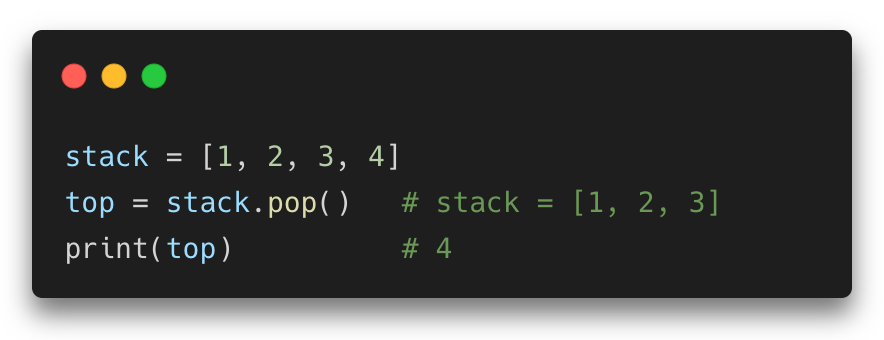 stack = [1, 2, 3, 4]
top = stack.pop()   # stack = [1, 2, 3]
print(top)          # 4